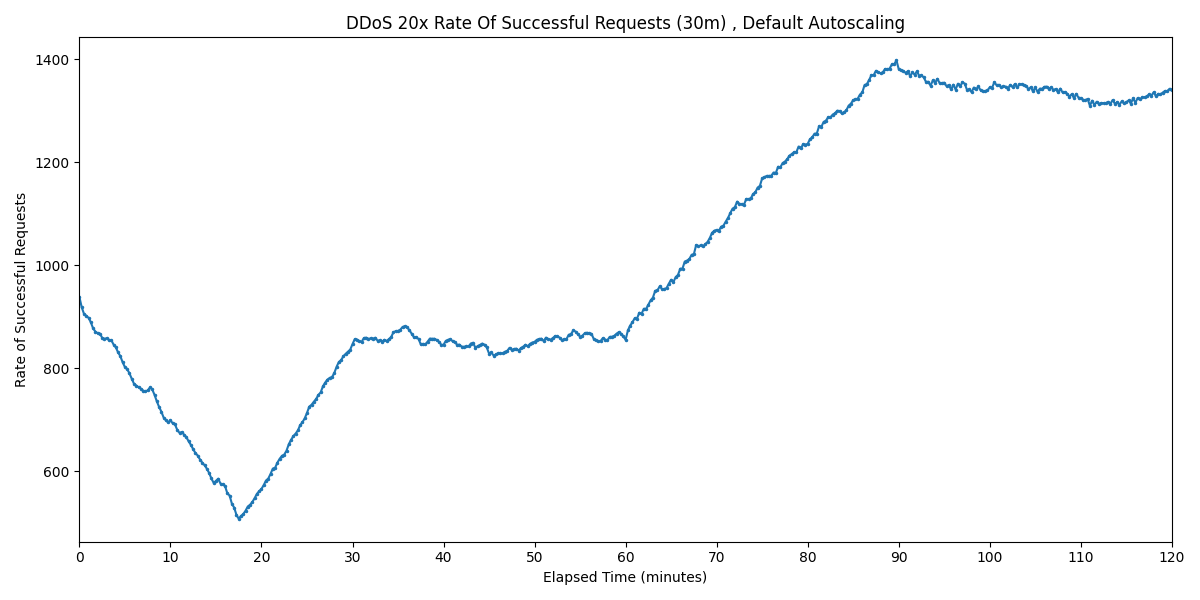 DDoS 20x Rate Of Successful Requests (30m) , Default Autoscaling
Rate of Successful Requests
1400
1200
1000
800
600
0 10 20 30 40 50 60 70 80 90 100 110 120
Elapsed Time (minutes)